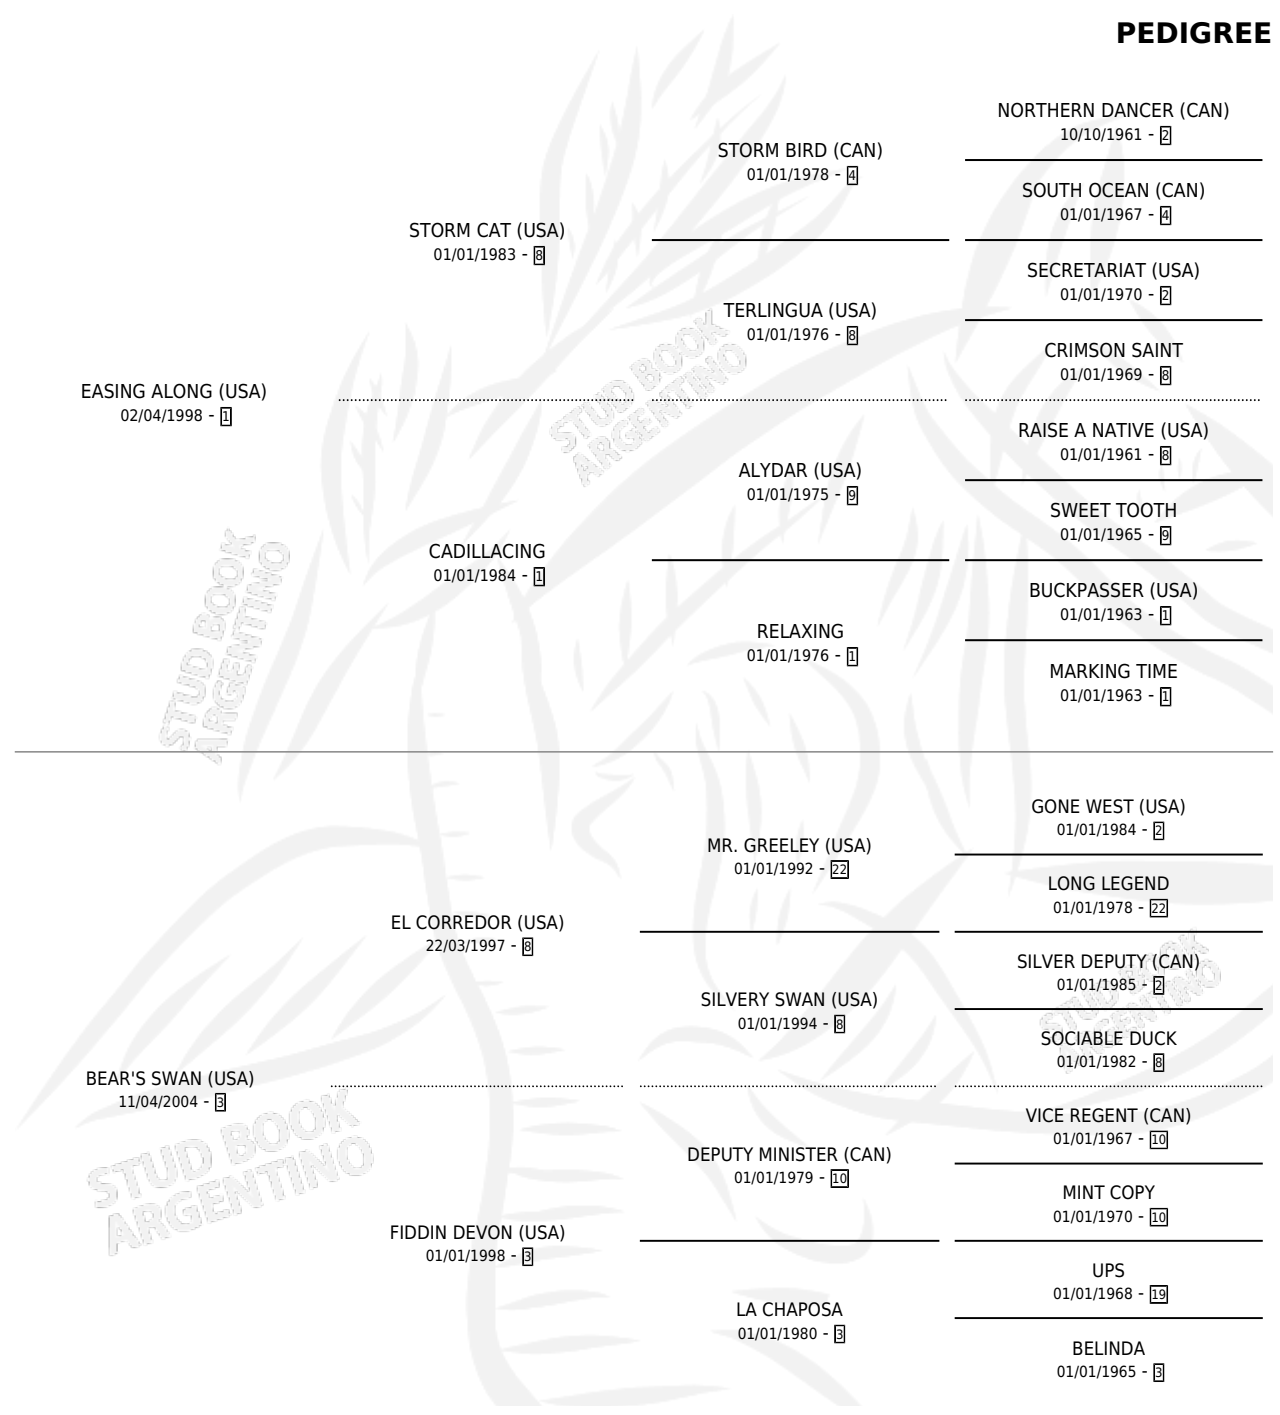 PEDIGREE
NORTHERN DANCER (CAN)
10/10/1961 - 2
STORM BIRD (CAN)
01/01/1978 - 4
SOUTH OCEAN (CAN)
01/01/1967 - 4
STORM CAT (USA)
01/01/1983 - 8
SECRETARIAT (USA)
01/01/1970 - 2
TERLINGUA (USA)
01/01/1976 - 8
CRIMSON SAINT
01/01/1969 - 8
EASING ALONG (USA)
02/04/1998 - 1
RAISE A NATIVE (USA)
01/01/1961 - 8
ALYDAR (USA)
01/01/1975 - 9
SWEET TOOTH
01/01/1965 - 9
CADILLACING
01/01/1984 - 1
BUCKPASSER (USA)
01/01/1963 - 1
RELAXING
01/01/1976 - 1
MARKING TIME
01/01/1963 - 1
GONE WEST (USA)
01/01/1984 - 2
MR. GREELEY (USA)
01/01/1992 - 22
LONG LEGEND
01/01/1978 - 22
EL CORREDOR (USA)
22/03/1997 - 8
SILVER DEPUTY (CAN)
01/01/1985 - 2
SILVERY SWAN (USA)
01/01/1994 - 8
SOCIABLE DUCK
01/01/1982 - 8
BEAR'S SWAN (USA)
11/04/2004 - 3
VICE REGENT (CAN)
01/01/1967 - 10
DEPUTY MINISTER (CAN)
01/01/1979 - 10
MINT COPY
01/01/1970 - 10
FIDDIN DEVON (USA)
01/01/1998 - 3
UPS
01/01/1968 - 19
LA CHAPOSA
01/01/1980 - 3
BELINDA
01/01/1965 - 3
STUD BOOK
ARGENTINO
STUD BOOK
ARGENTINO
STUD BOOK
ARGENTINO
STUD BOOK
ARGENTINO